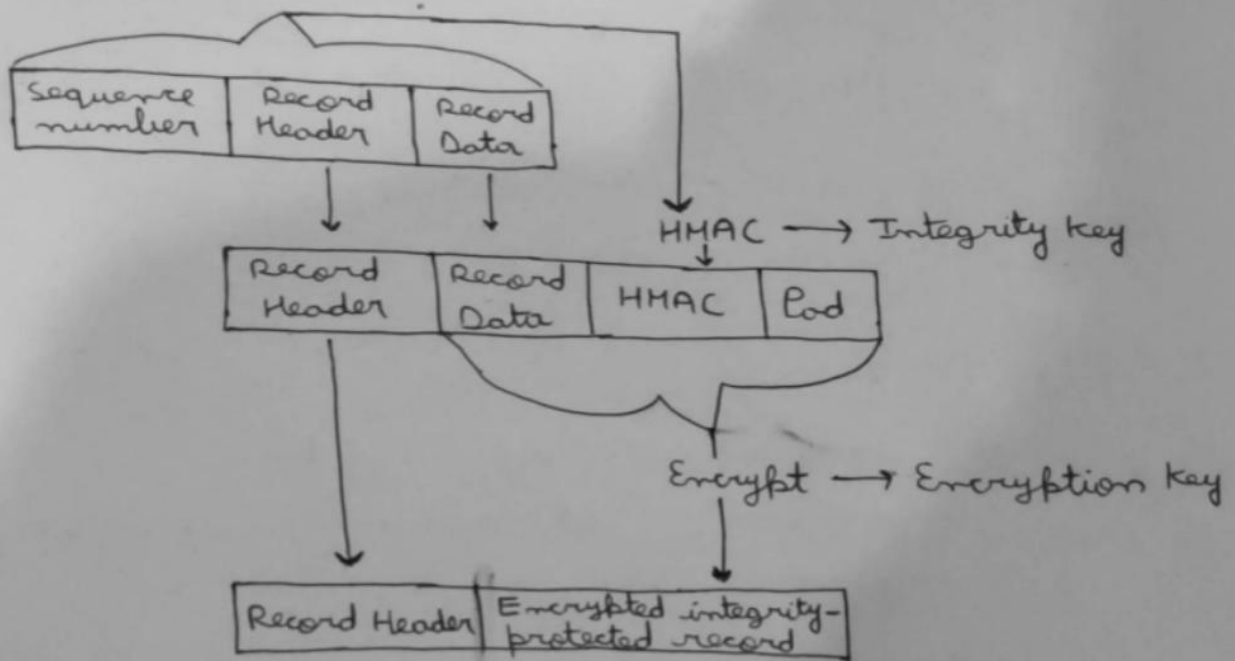 Sequence
number
Record
Header
Record
Data
HMAC → Integrity key
Record
Header
Record
Data
HMAC
Pad
Encrypt → Encryption key
Record Header
Encrypted integrity-
protected record